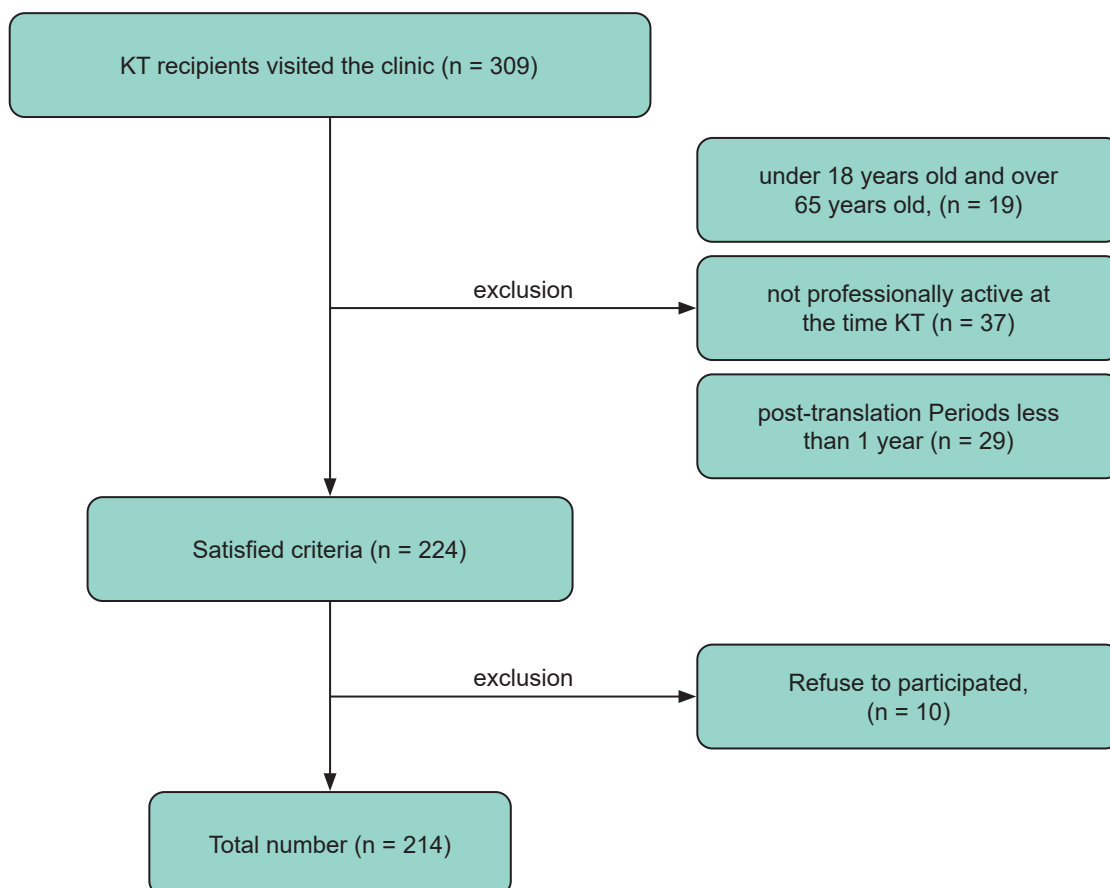 KT recipients visited the clinic (n = 309)
under 18 years old and over
65 years old, (n = 19)
exclusion
not professionally active at
the time KT (n = 37)
post-translation Periods less
than 1 year (n = 29)
Satisfied criteria (n = 224)
exclusion
Refuse to participated,
(n = 10)
Total number (n = 214)